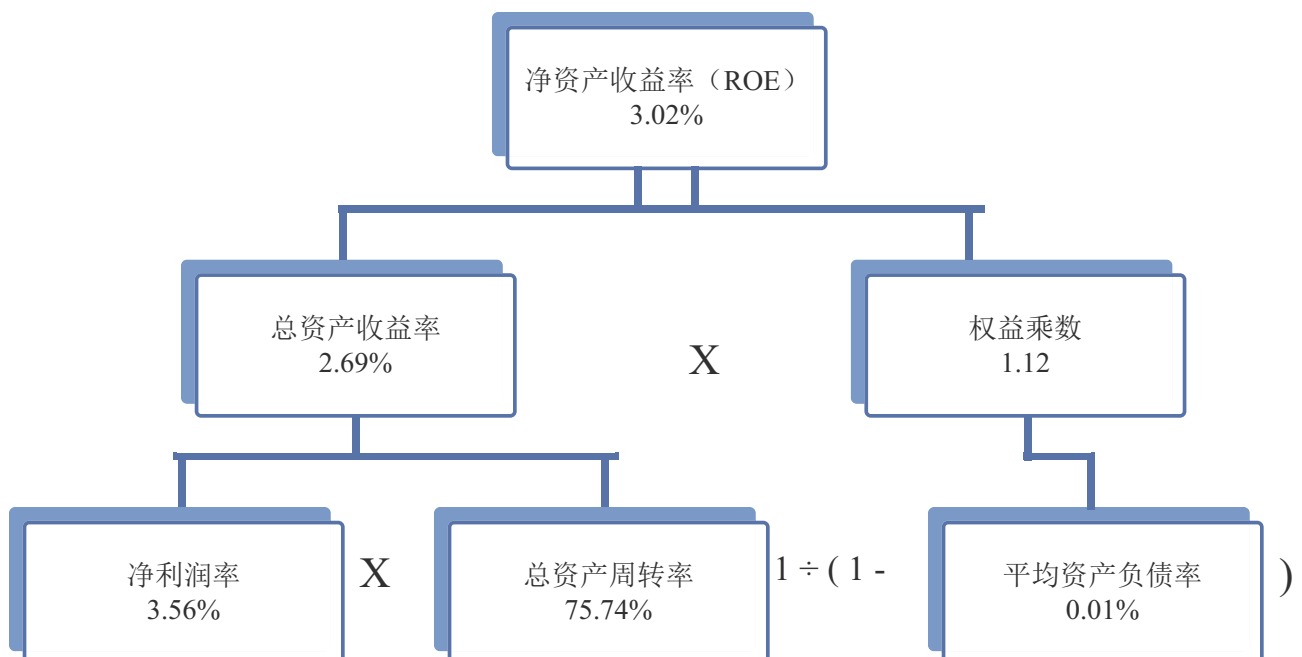 净资产收益率（ROE）
3.02%
总资产收益率
2.69%
X
权益乘数
1.12
净利润率
3.56%
X
总资产周转率
75.74%
1 ÷ ( 1 -
平均资产负债率
0.01%
)